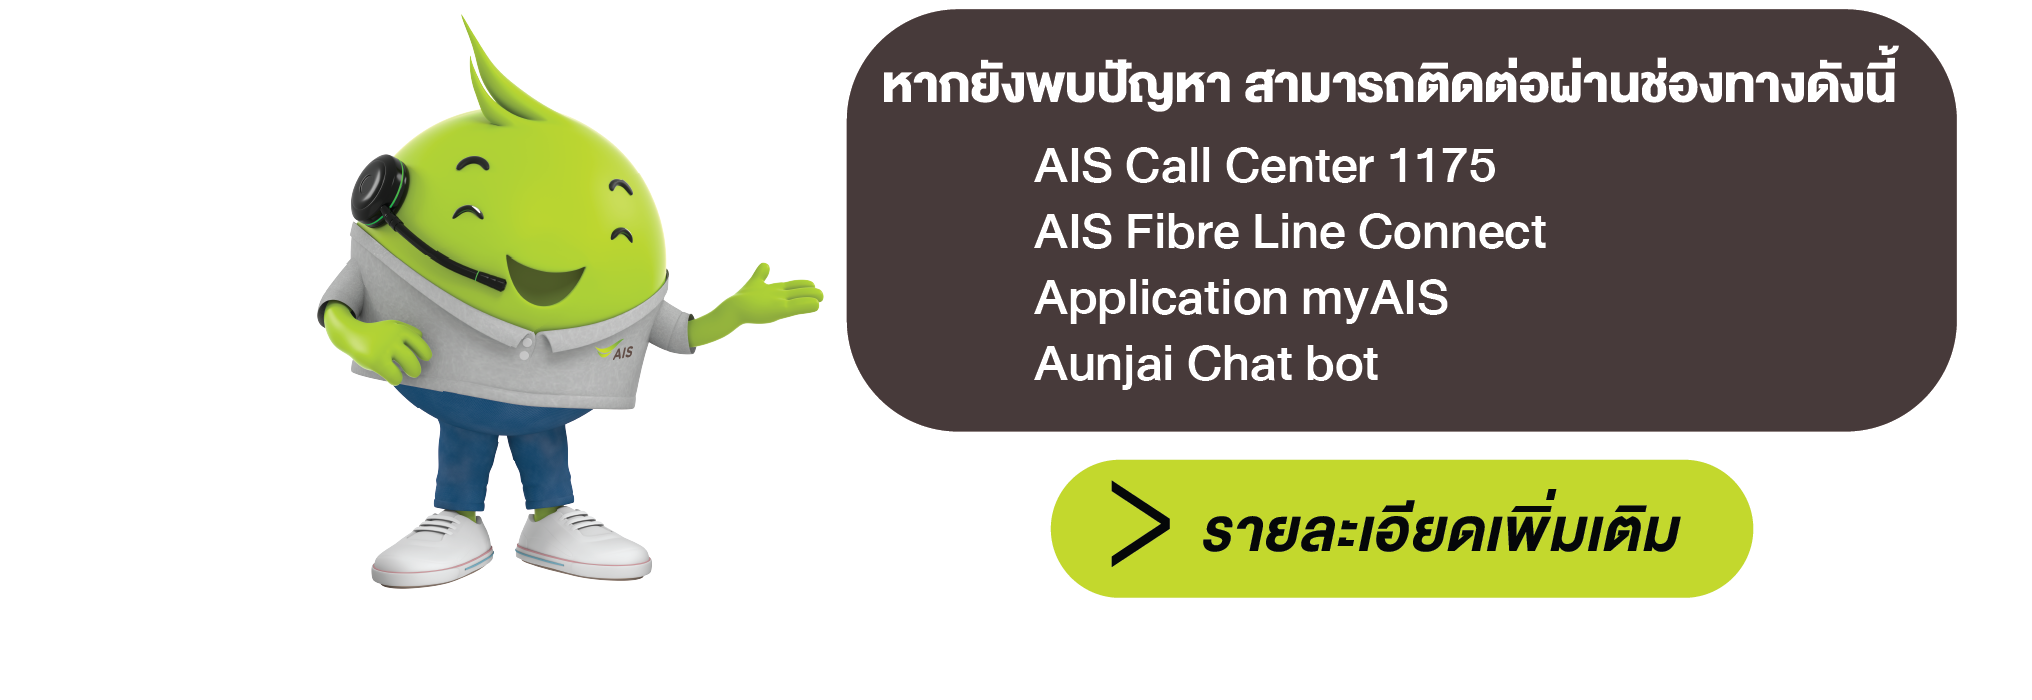 หากยังพบปัญหา สามารถติดต่อผ่านช่องทางดังนี้
AIS Call Center 1175
AIS Fibre Line Connect
Application myAIS
Aunjai Chat bot
AIS
> รายละเอียดเพิ่มเติม